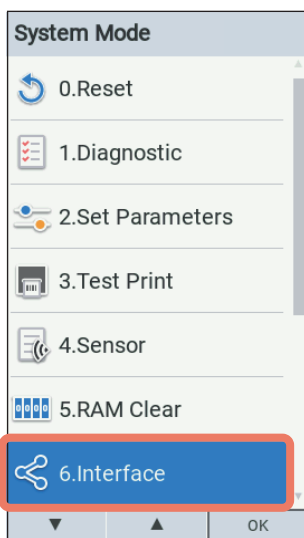 System Mode
0.Reset
1.Diagnostic
2.Set Parameters
3.Test Print
4.Sensor
5.RAM Clear
6.Interface
▼ ▲ OK